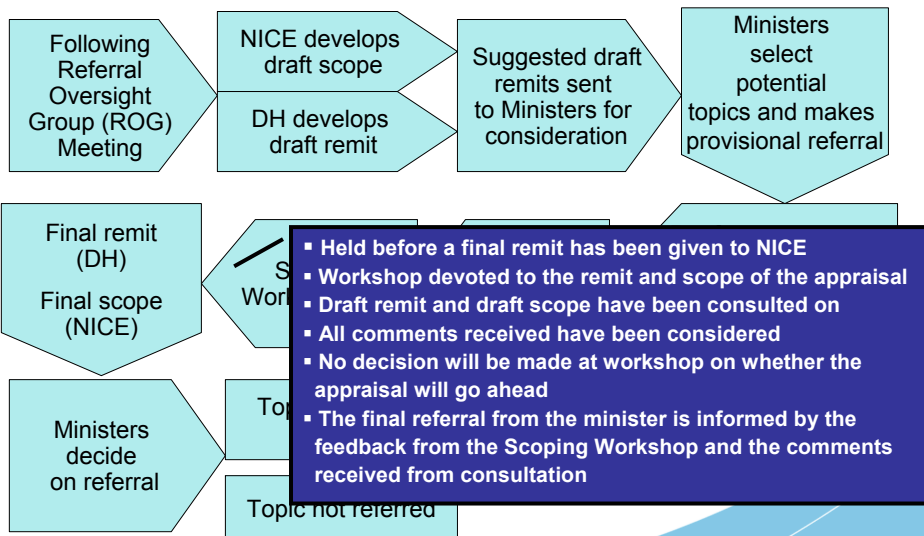 Following
Referral
Oversight
Group (ROG)
Meeting
NICE develops
draft scope
DH develops
draft remit
Suggested draft
remits sent
to Ministers for
consideration
Ministers
select
potential
topics and makes
provisional referral
Final remit
(DH)
Final scope
(NICE)
▪ Held before a final remit has been given to NICE
▪ Workshop devoted to the remit and scope of the appraisal
▪ Draft remit and draft scope have been consulted on
▪ All comments received have been considered
▪ No decision will be made at workshop on whether the
appraisal will go ahead
▪ The final referral from the minister is informed by the
feedback from the Scoping Workshop and the comments
received from consultation
Ministers
decide
on referral
Topic not referred